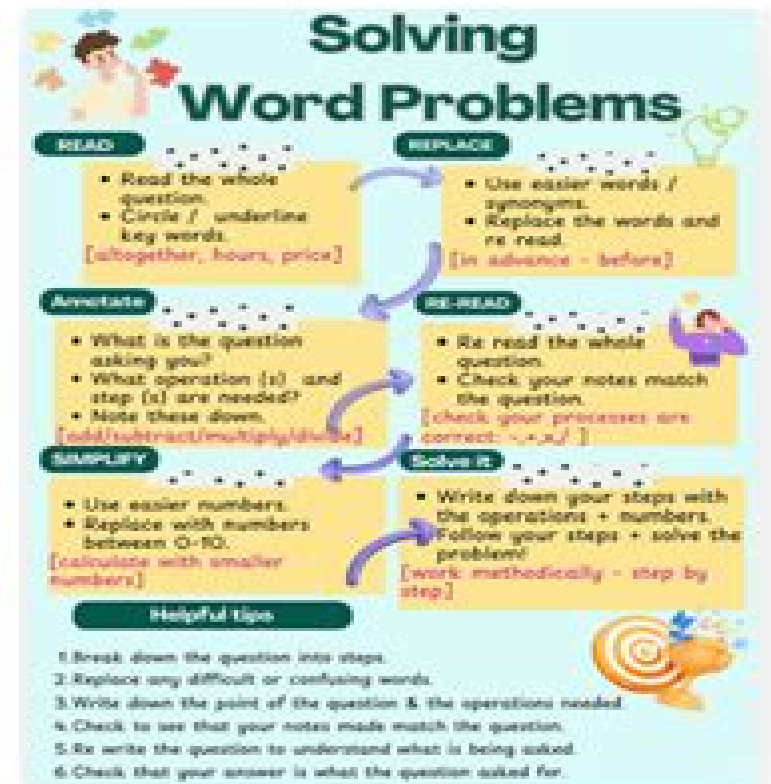 Solving
Word Problems
READ
• Read the whole
question.
• Circle / underline
key words.
[altogether, hours, price]
REPLACE
• Use easier words /
synonyms.
• Replace the words and
re read.
[in advance - before]
Annotate
• What is the question
asking you?
• What operation (s) and
step (s) are needed?
• Note these down.
[add/subtract/multiply/divide]
RE-READ
• Re read the whole
question.
• Check your notes match
the question.
[check your processes are
correct: -,+,x,/ ]
SIMPLIFY
• Use easier numbers.
• Replace with numbers
between 0-10.
[calculate with smaller
numbers]
Solve it
• Write down your steps with
the operations + numbers.
Follow your steps + solve the
problem!
[work methodically - step by
step]
Helpful tips
1. Break down the question into steps.
2. Replace any difficult or confusing words.
3. Write down the point of the question & the operations needed.
4. Check to see that your notes made match the question.
5. Re write the question to understand what is being asked.
6. Check that your answer is what the question asked for.